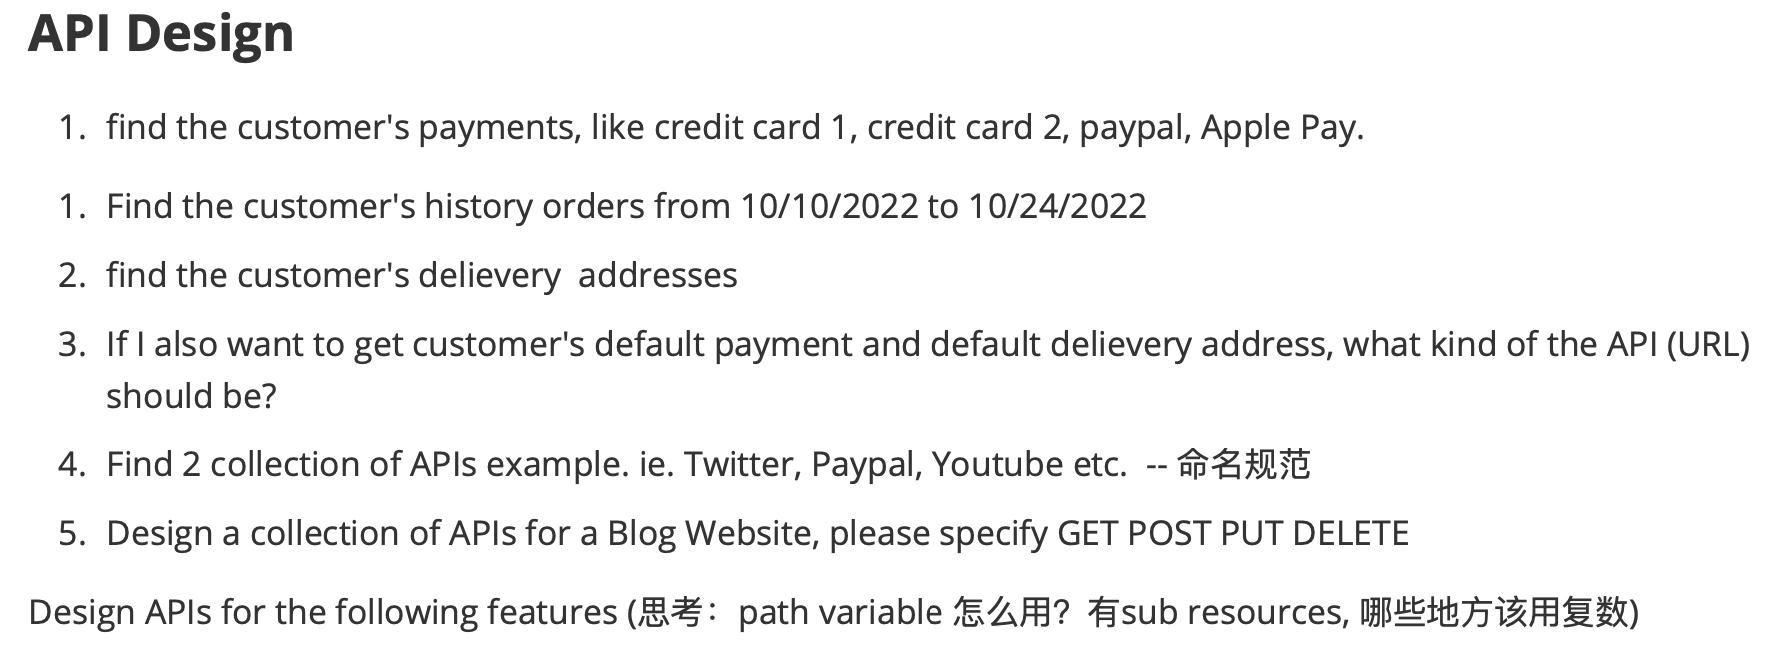 API Design
1. find the customer's payments, like credit card 1, credit card 2, paypal, Apple Pay.
1. Find the customer's history orders from 10/10/2022 to 10/24/2022
2. find the customer's delievery  addresses
3. If I also want to get customer's default payment and default delievery address, what kind of the API (URL)
should be?
4. Find 2 collection of APIs example. ie. Twitter, Paypal, Youtube etc.  -- 命名规范
5. Design a collection of APIs for a Blog Website, please specify GET POST PUT DELETE
Design APIs for the following features (思考：path variable 怎么用？有sub resources, 哪些地方该用复数)